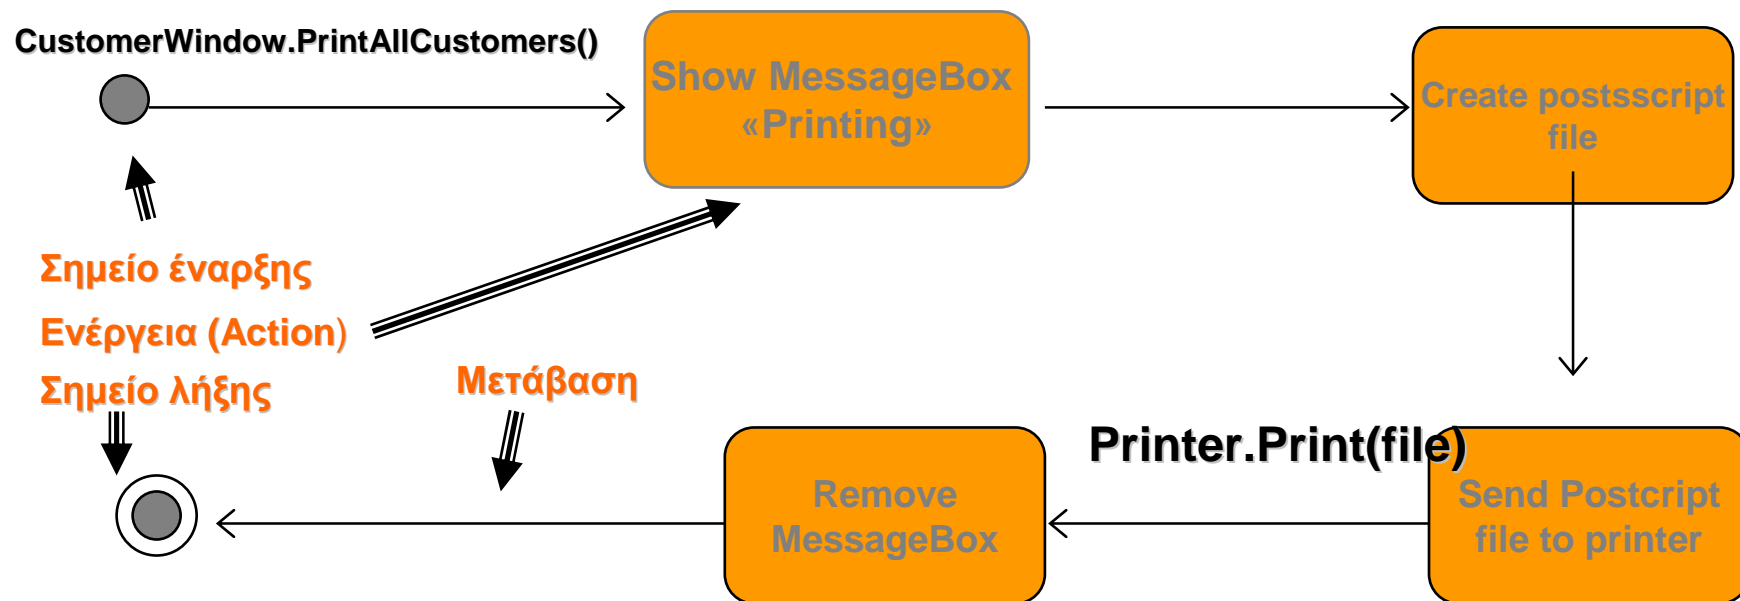 CustomerWindow.PrintAllCustomers()
Show MessageBox
«Printing»
Create postsscript
file
Σημείο έναρξης
Ενέργεια (Action)
Σημείο λήξης
Μετάβαση
Printer.Print(file)
Remove
MessageBox
Send Postcript
file to printer